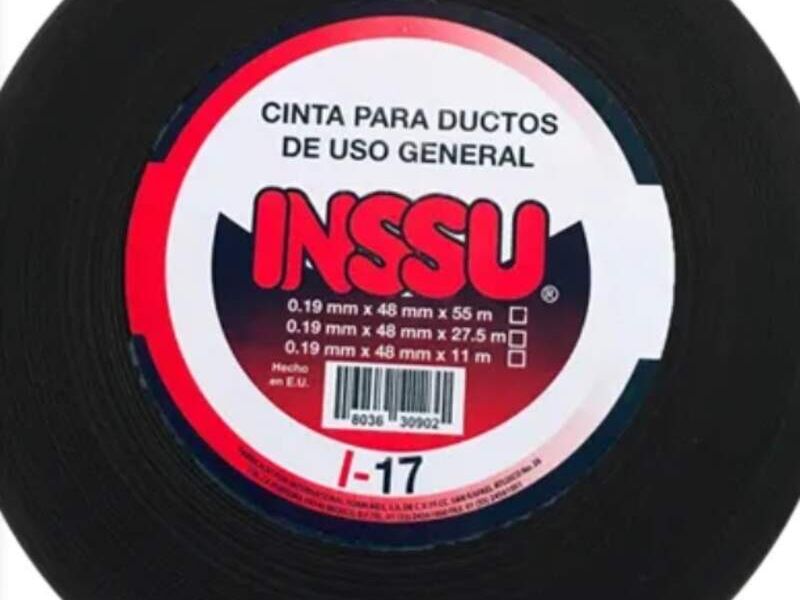 CINTA PARA DUCTOS
DE USO GENERAL
INSSU®
0.19 mm x 48 mm x 55 m
0.19 mm x 48 mm x 27.5 m
0.19 mm x 48 mm x 11 m
Hecho
en E.U.
8036 30902
I-17